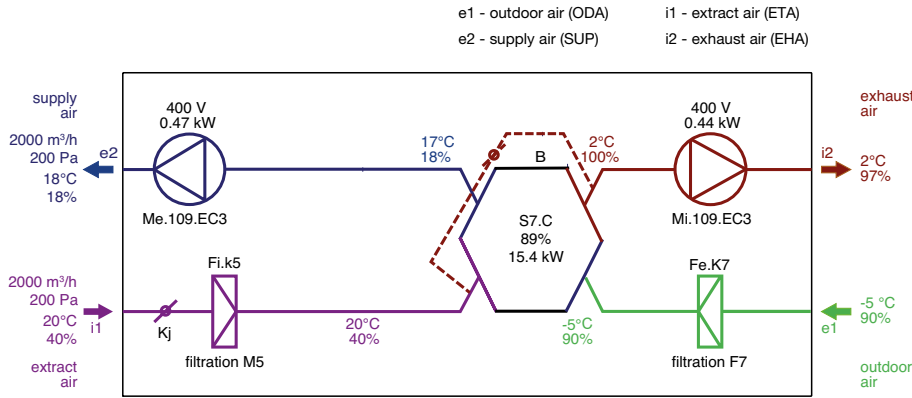 e1 - outdoor air (ODA)
i1 - extract air (ETA)
e2 - supply air (SUP)
i2 - exhaust air (EHA)
supply
air
2000 m³/h
200 Pa
e2
18°C
18%
400 V
0.47 kW
Me.109.EC3
17°C
18%
B
2°C
100%
400 V
0.44 kW
Mi.109.EC3
exhaust
air
i2
2°C
97%
S7.C
89%
15.4 kW
2000 m³/h
200 Pa
20°C
40%
i1
extract
air
Kj
Fi.k5
filtration M5
20°C
40%
-5°C
90%
Fe.K7
filtration F7
-5 °C
90%
e1
outdoor
air